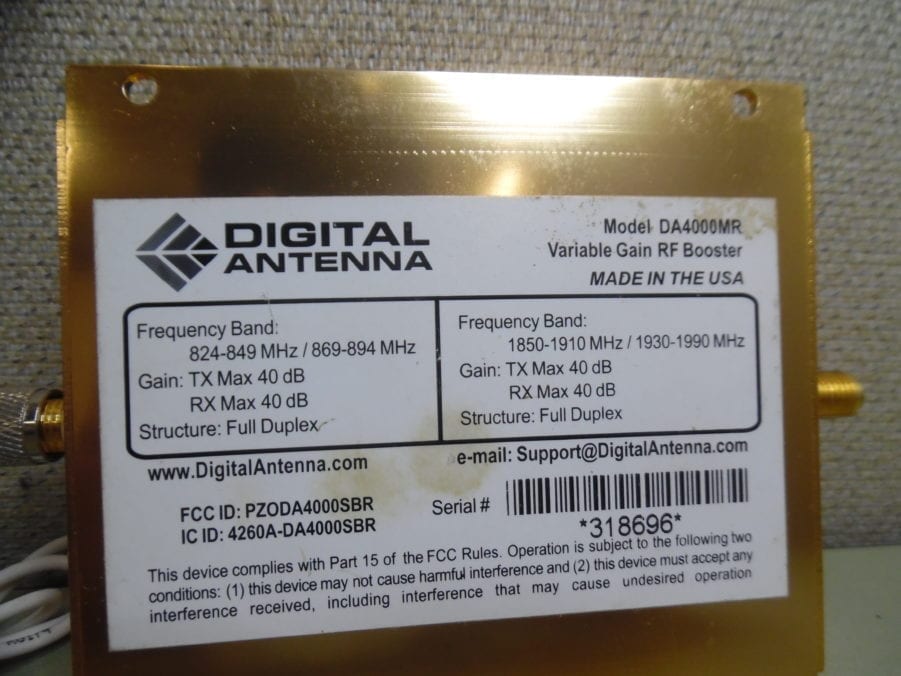 DIGITAL
ANTENNA
Model DA4000MR
Variable Gain RF Booster
MADE IN THE USA
Frequency Band:
824-849 MHz / 869-894 MHz
Gain: TX Max 40 dB
RX Max 40 dB
Structure: Full Duplex
Frequency Band:
1850-1910 MHz / 1930-1990 MHz
Gain: TX Max 40 dB
RX Max 40 dB
Structure: Full Duplex
www.DigitalAntenna.com
e-mail: Support@DigitalAntenna.com
FCC ID: PZODA4000SBR
IC ID: 4260A-DA4000SBR
Serial #
*318696*
This device complies with Part 15 of the FCC Rules. Operation is subject to the following two
conditions: (1) this device may not cause harmful interference and (2) this device must accept any
interference received, including interference that may cause undesired operation